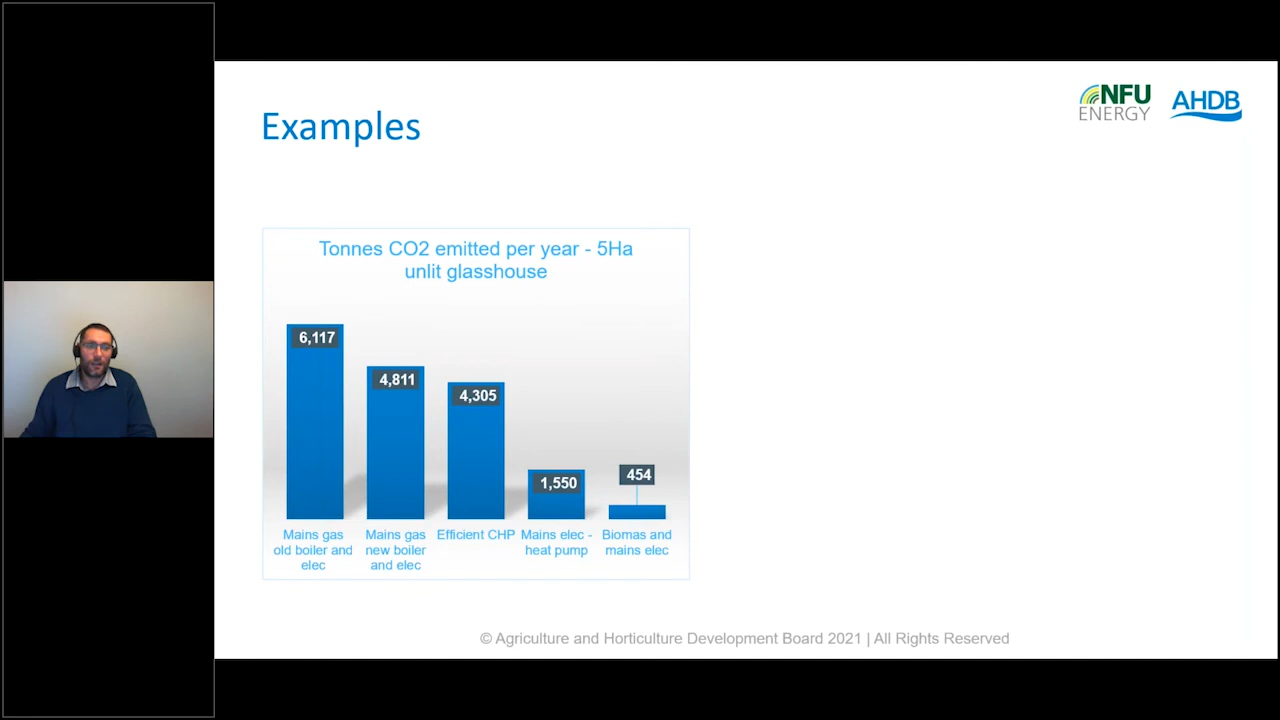 Examples
NFU
ENERGY
AHDB
Tonnes CO2 emitted per year - 5Ha
unlit glasshouse
6,117
4,811
4,305
1,550
454
Mains gas
old boiler and
elec
Mains gas
new boiler
and elec
Efficient CHP
Mains elec -
heat pump
Biomas and
mains elec
© Agriculture and Horticulture Development Board 2021 | All Rights Reserved